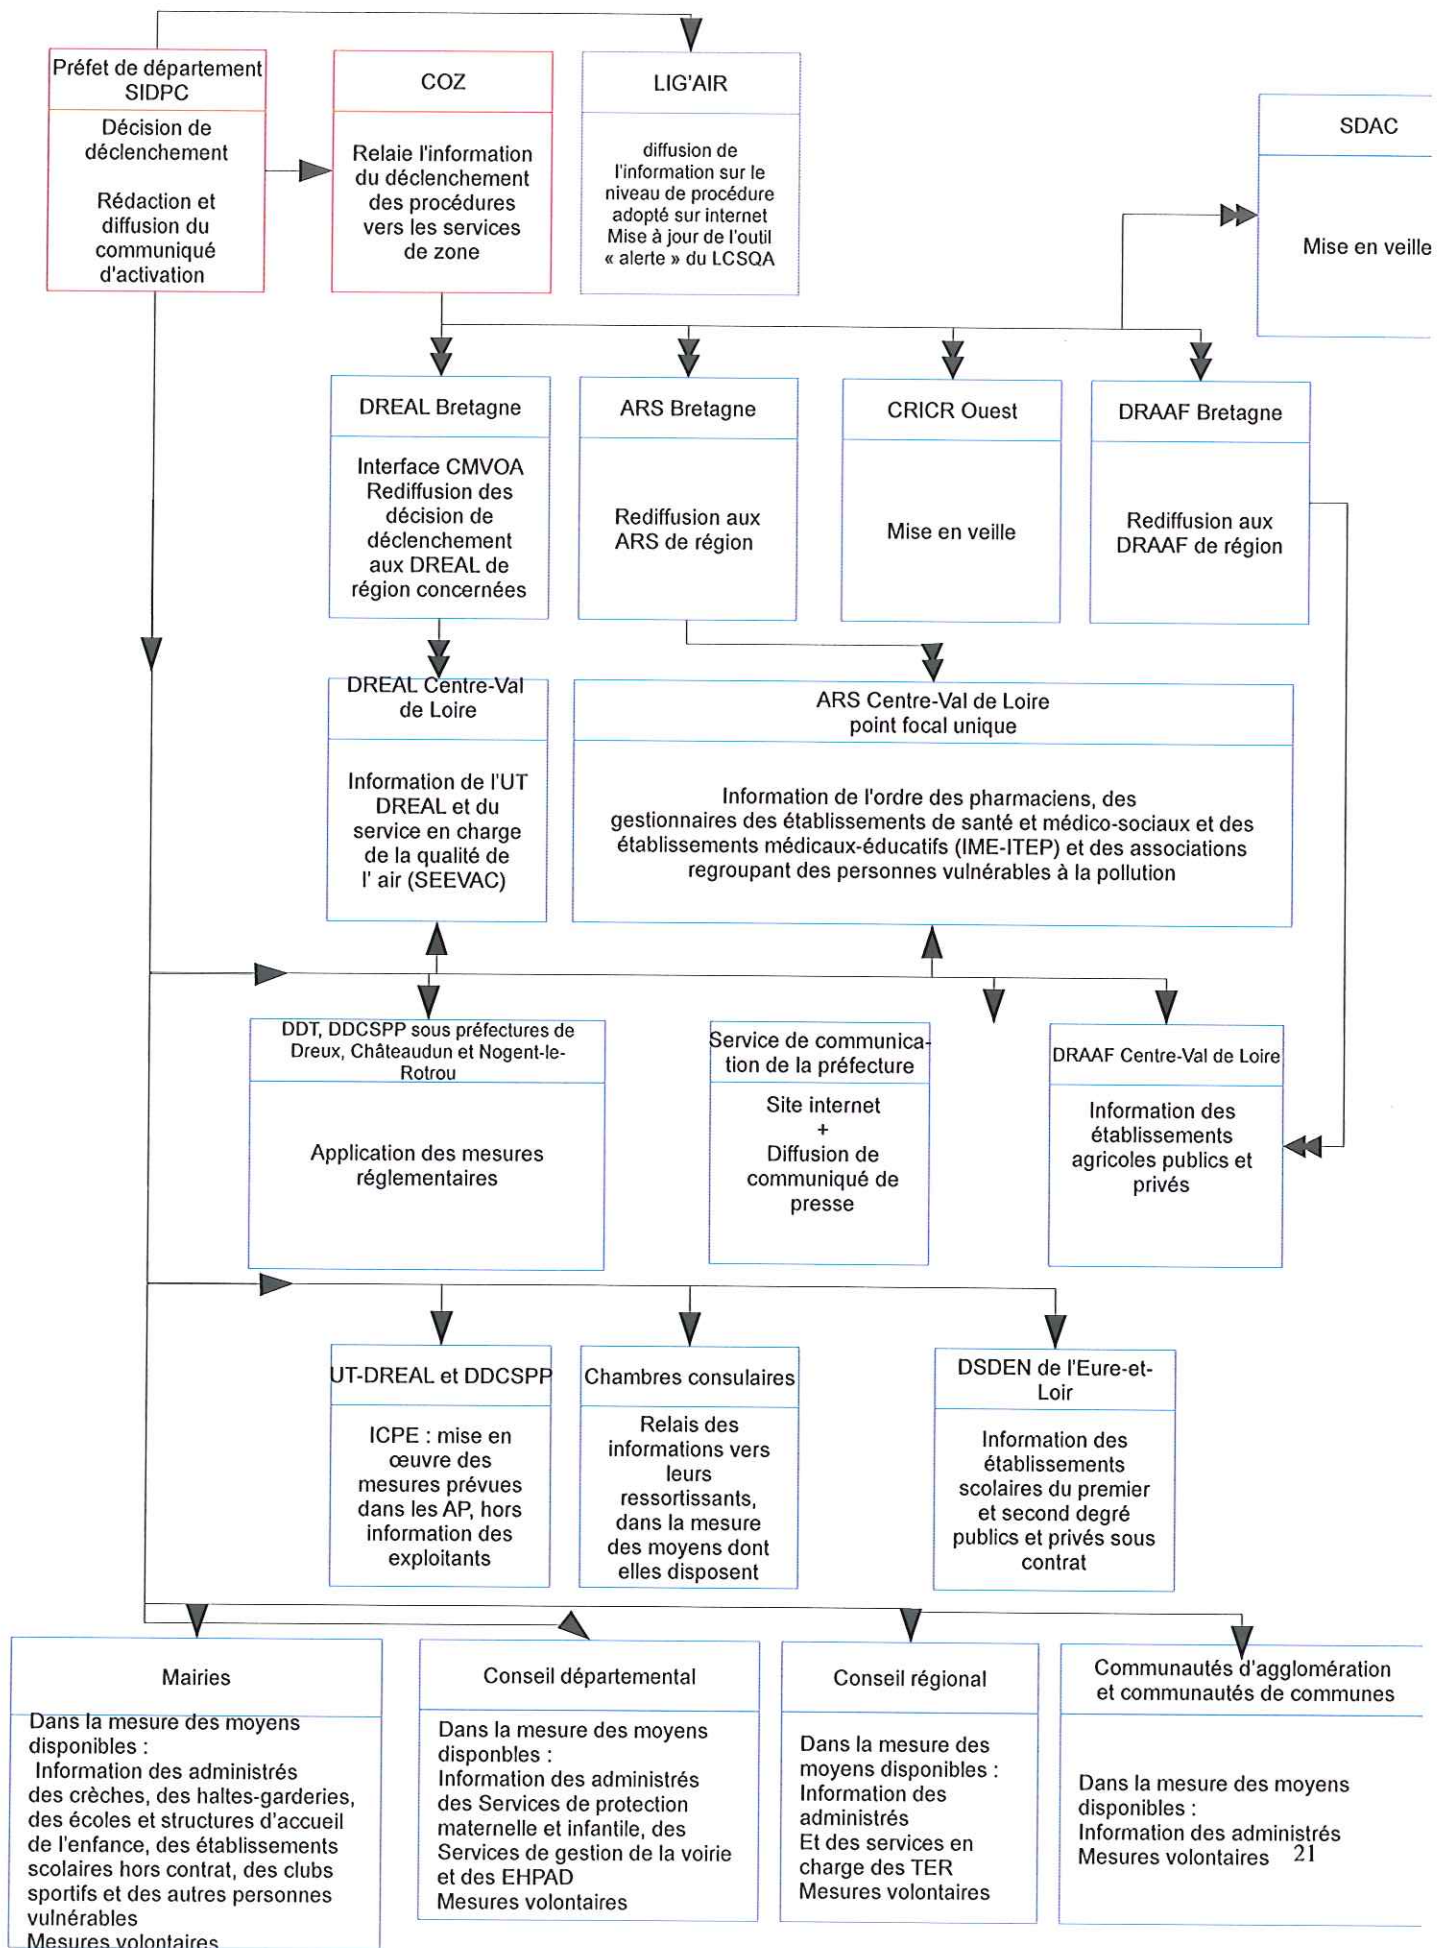 Préfet de département
SIDPC
Décision de
déclenchement
Rédaction et
diffusion du
communiqué
d'activation
COZ
Relaie l'information
du déclenchement
des procédures
vers les services
de zone
LIG'AIR
diffusion de
l'information sur le
niveau de procédure
adopté sur internet
Mise à jour de l'outil
« alerte » du LCSQA
SDAC
Mise en veille
DREAL Bretagne
Interface CMVOA
Rediffusion des
décision de
déclenchement
aux DREAL de
région concernées
ARS Bretagne
Rediffusion aux
ARS de région
CRICR Ouest
Mise en veille
DRAAF Bretagne
Rediffusion aux
DRAAF de région
DREAL Centre-Val
de Loire
Information de l'UT
DREAL et du
service en charge
de la qualité de
l' air (SEEVAC)
ARS Centre-Val de Loire
point focal unique
Information de l'ordre des pharmaciens, des
gestionnaires des établissements de santé et médico-sociaux et des
établissements médicaux-éducatifs (IME-ITEP) et des associations
regroupant des personnes vulnérables à la pollution
DDT, DDCSPP sous préfectures de
Dreux, Châteaudun et Nogent-le-
Rotrou
Application des mesures
réglementaires
Service de communica-
tion de la préfecture
Site internet
+
Diffusion de
communiqué de
presse
DRAAF Centre-Val de Loire
Information des
établissements
agricoles publics et
privés
UT-DREAL et DDCSPP
ICPE : mise en
œuvre des
mesures prévues
dans les AP, hors
information des
exploitants
Chambres consulaires
Relais des
informations vers
leurs
ressortissants,
dans la mesure
des moyens dont
elles disposent
DSDEN de l'Eure-et-
Loir
Information des
établissements
scolaires du premier
et second degré
publics et privés sous
contrat
Mairies
Dans la mesure des moyens
disponibles :
Information des administrés
des crèches, des haltes-garderies,
des écoles et structures d'accueil
de l'enfance, des établissements
scolaires hors contrat, des clubs
sportifs et des autres personnes
vulnérables
Mesures volontaires
Conseil départemental
Dans la mesure des moyens
disponbles :
Information des administrés
des Services de protection
maternelle et infantile, des
Services de gestion de la voirie
et des EHPAD
Mesures volontaires
Conseil régional
Dans la mesure des
moyens disponibles :
Information des
administrés
Et des services en
charge des TER
Mesures volontaires
Communautés d'agglomération
et communautés de communes
Dans la mesure des moyens
disponibles :
Information des administrés
Mesures volontaires
21